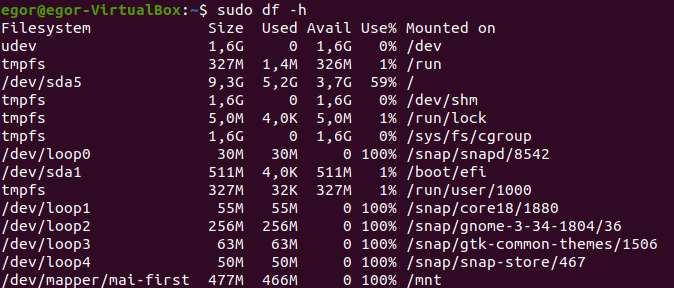 egor@egor-VirtualBox:~$ sudo df -h
Filesystem Size Used Avail Use% Mounted on
udev 1,6G 0 1,6G 0% /dev
tmpfs 327M 1,4M 326M 1% /run
/dev/sda5 9,3G 5,2G 3,7G 59% /
tmpfs 1,6G 0 1,6G 0% /dev/shm
tmpfs 5,0M 4,0K 5,0M 1% /run/lock
tmpfs 1,6G 0 1,6G 0% /sys/fs/cgroup
/dev/loop0 30M 30M 0 100% /snap/snapd/8542
/dev/sda1 511M 4,0K 511M 1% /boot/efi
tmpfs 327M 32K 327M 1% /run/user/1000
/dev/loop1 55M 55M 0 100% /snap/core18/1880
/dev/loop2 256M 256M 0 100% /snap/gnome-3-34-1804/36
/dev/loop3 63M 63M 0 100% /snap/gtk-common-themes/1506
/dev/loop4 50M 50M 0 100% /snap/snap-store/467
/dev/mapper/mai-first 477M 466M 0 100% /mnt